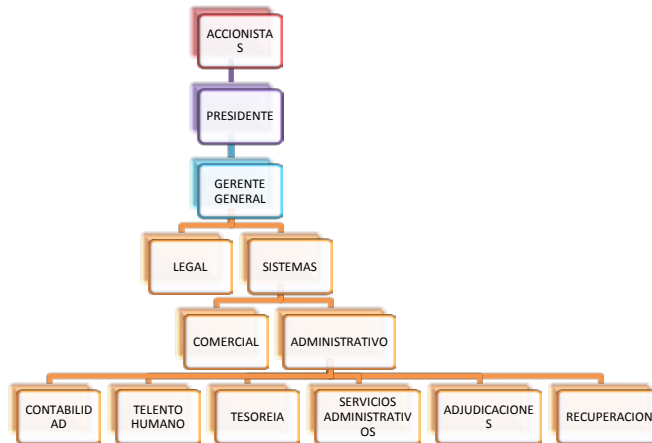 ACCIONISTA
S
PRESIDENTE
GERENTE
GENERAL
LEGAL
SISTEMAS
COMERCIAL
ADMINISTRATIVO
CONTABILID
AD
TELENTO
HUMANO
TESOREIA
SERVICIOS
ADMINISTRATIV
OS
ADJUDICACIONE
S
RECUPERACION